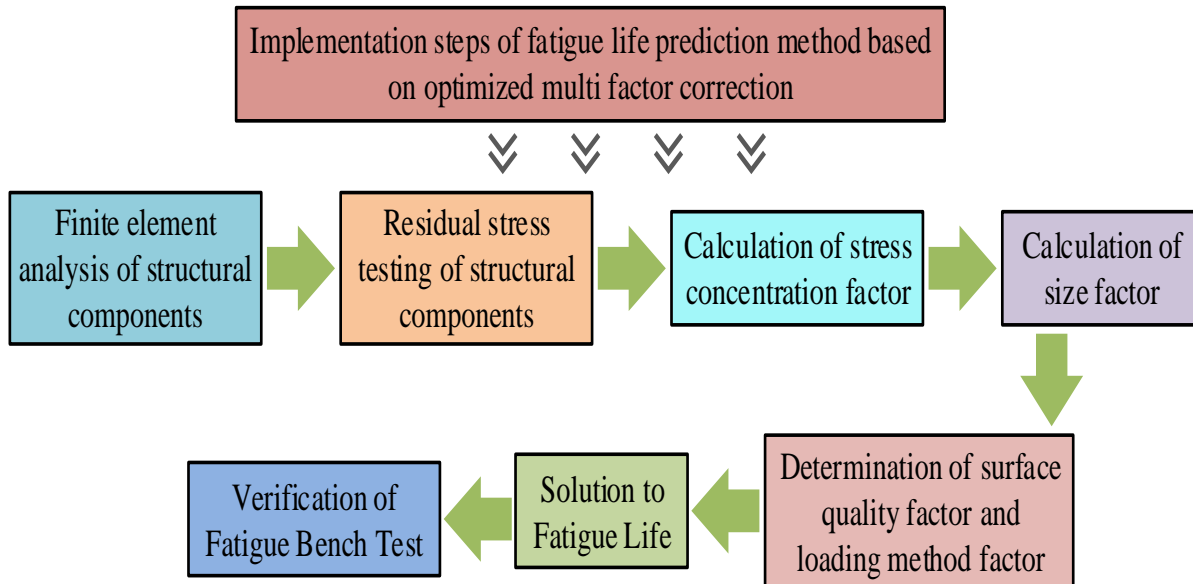 Implementation steps of fatigue life prediction method based
on optimized multi factor correction
Finite element
analysis of structural
components
Residual stress
testing of structural
components
Calculation of stress
concentration factor
Calculation of
size factor
Determination of surface
quality factor and
loading method factor
Solution to
Fatigue Life
Verification of
Fatigue Bench Test